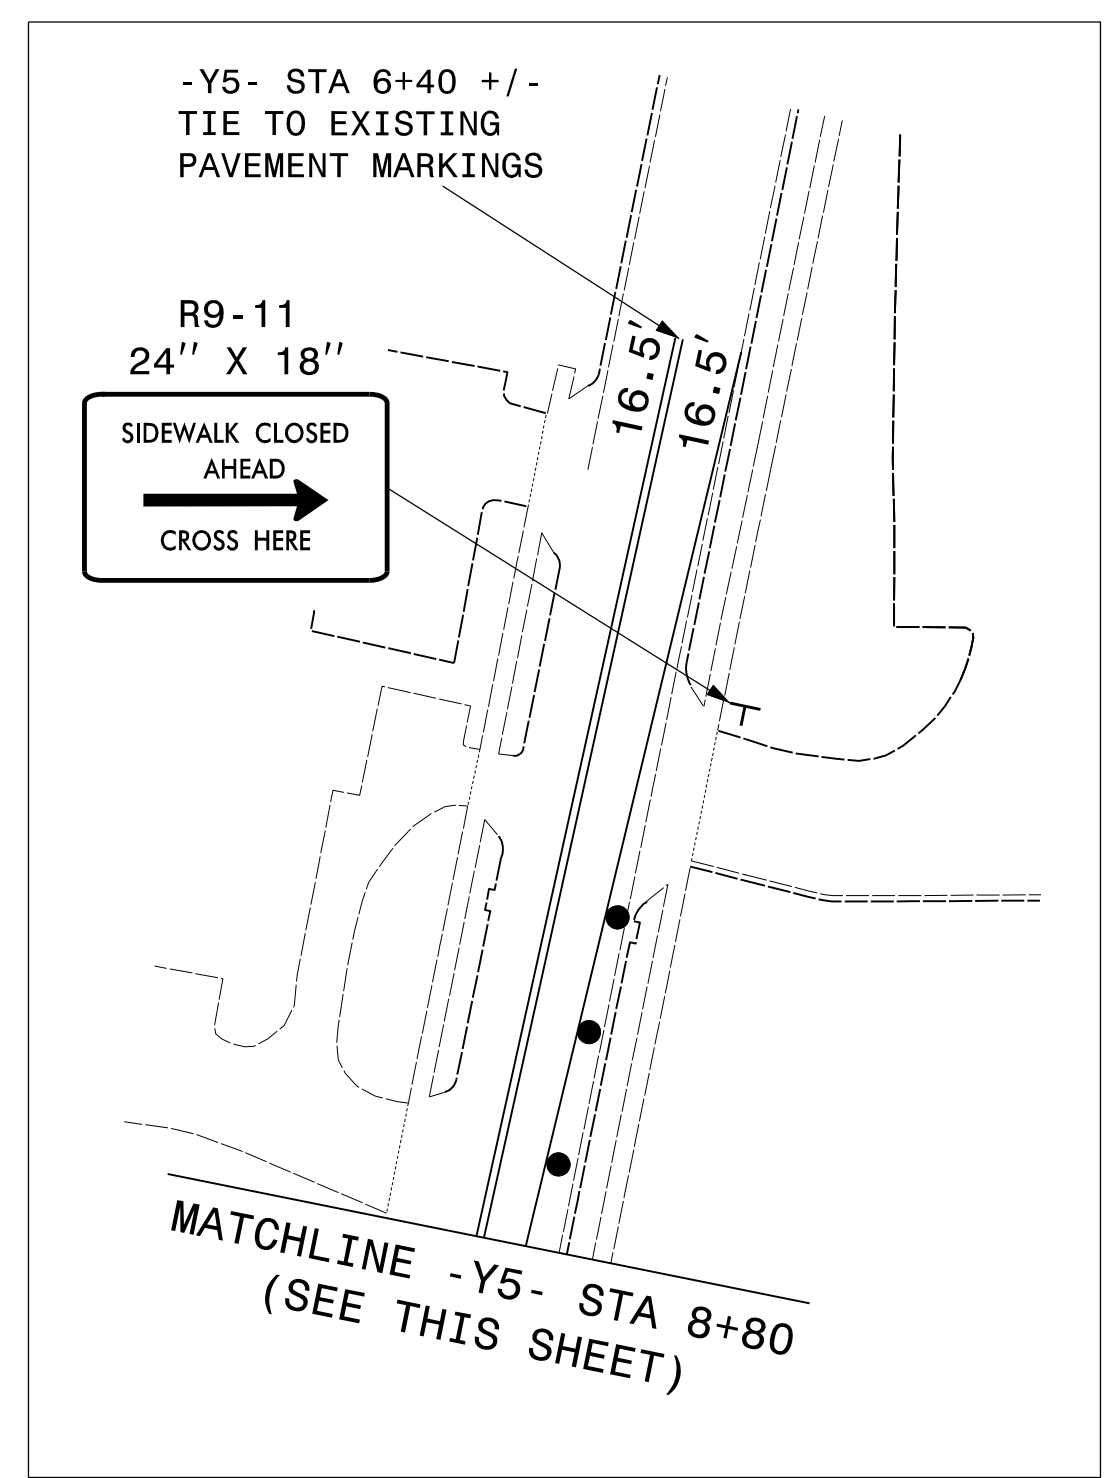 -Y5- STA 6+40 +/-
TIE TO EXISTING
PAVEMENT MARKINGS
R9-11
24" X 18"
SIDEWALK CLOSED
AHEAD
CROSS HERE
16.5'
16.5'
MATCHLINE -Y5- STA 8+80
(SEE THIS SHEET)